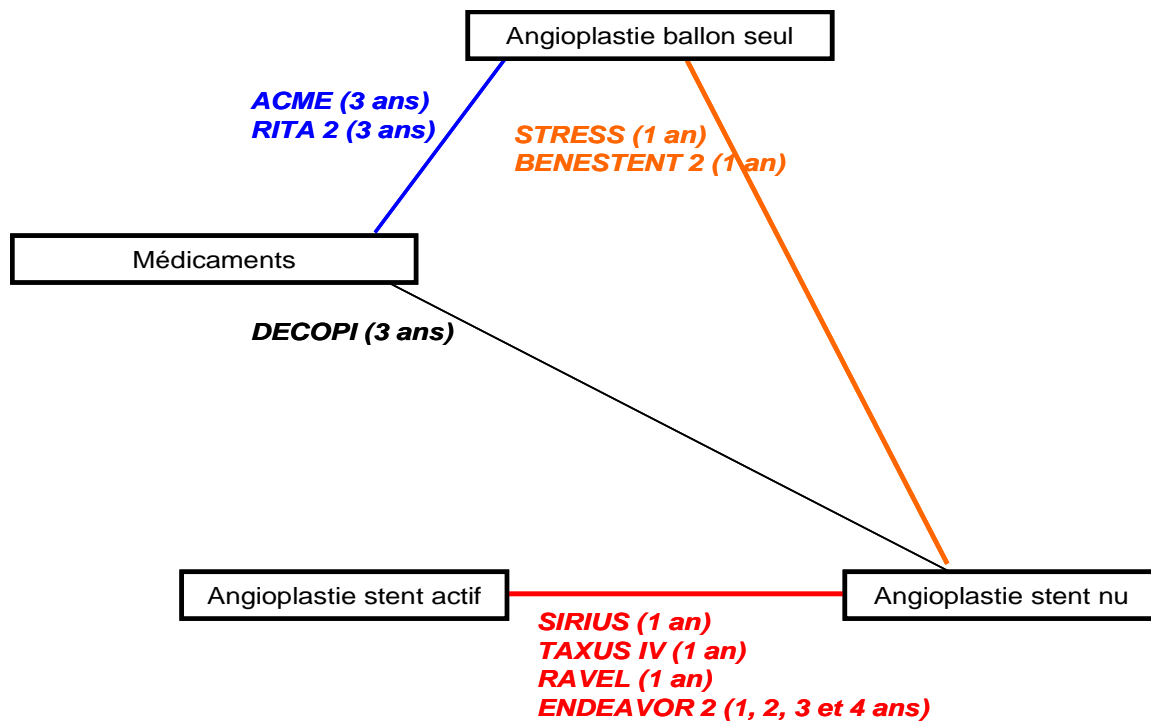 Angioplastie ballon seul
ACME (3 ans)
RITA 2 (3 ans)
STRESS (1 an)
BENESTENT 2 (1 an)
Médicaments
DECOPI (3 ans)
Angioplastie stent actif
Angioplastie stent nu
SIRIUS (1 an)
TAXUS IV (1 an)
RAVEL (1 an)
ENDEAVOR 2 (1, 2, 3 et 4 ans)